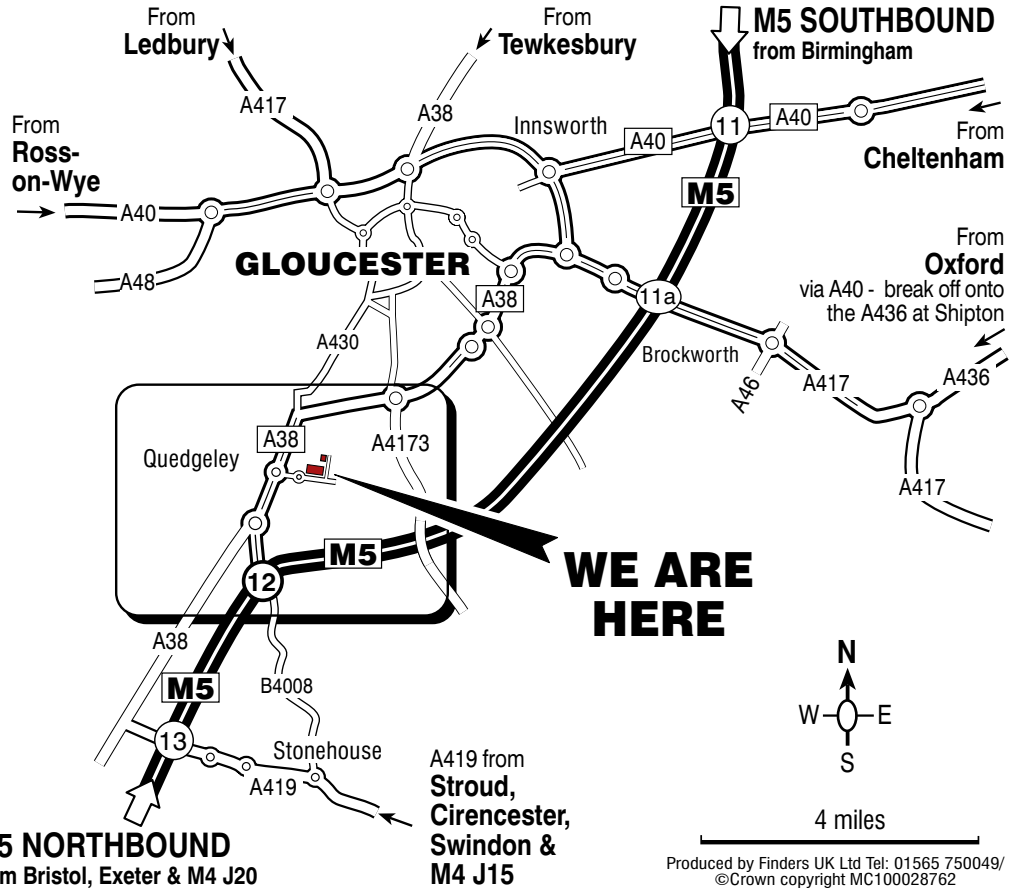 From
Ledbury
From
Tewkesbury
M5 SOUTHBOUND
from Birmingham
A417
A38
Innsworth
A40
11
A40
From
Cheltenham
From
Ross-
on-Wye
M5
A40
A48
GLOUCESTER
From
Oxford
via A40 - break off onto
the A436 at Shipton
A38
11a
A430
Brockworth
A46
A417
A436
A38
A4173
Quedgeley
A417
M5
12
WE ARE
HERE
A38
M5
B4008
N
W
E
S
13
Stonehouse
A419
A419 from
Stroud,
Cirencester,
Swindon &
M4 J15
4 miles
5 NORTHBOUND
m Bristol, Exeter & M4 J20
Produced by Finders UK Ltd Tel: 01565 750049/
©Crown copyright MC100028762